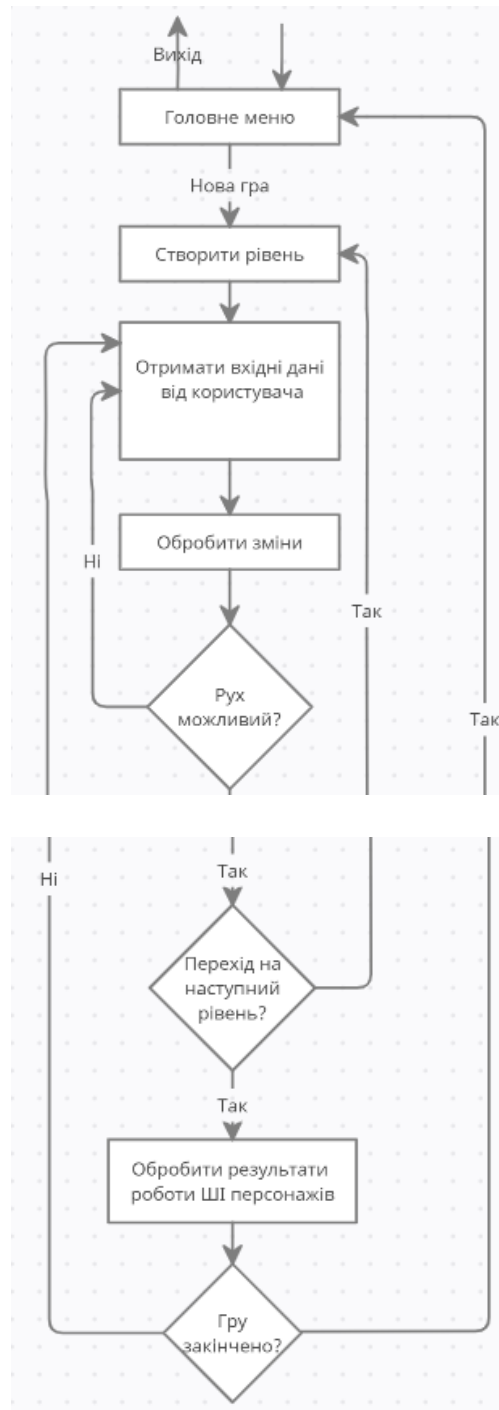 Вихід
Головне меню
Нова гра
Створити рівень
Отримати вхідні дані
від користувача
Обробити зміни
Ні
Так
Рух
можливий?
Так
Так
Ні
Перехід на
наступний
рівень?
Так
Обробити результати
роботи ШІ персонажів
Гру
закінчено?